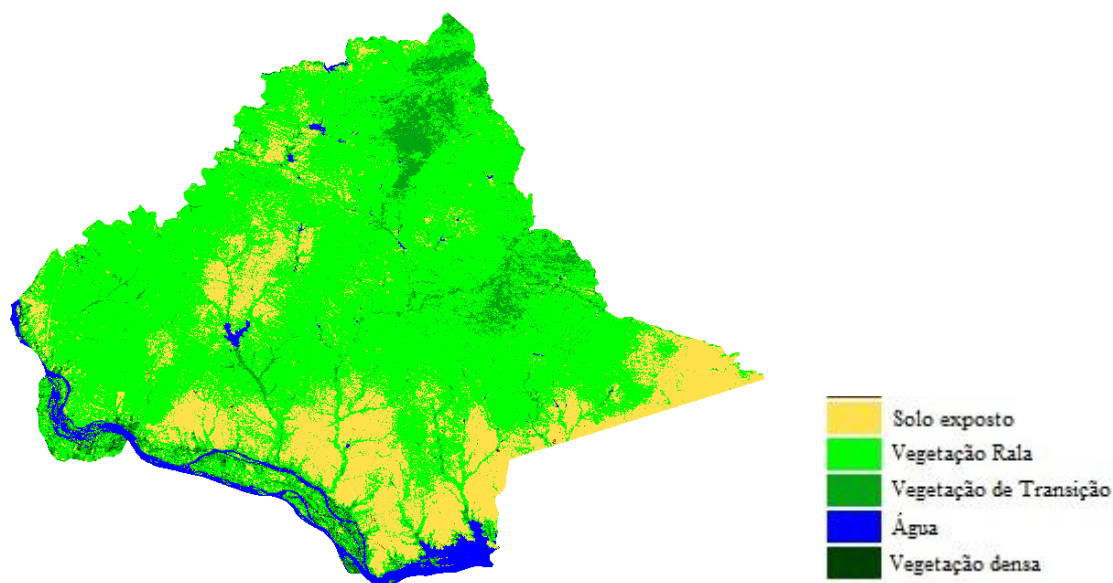 Solo exposto
Vegetação Rala
Vegetação de Transição
Água
Vegetação densa